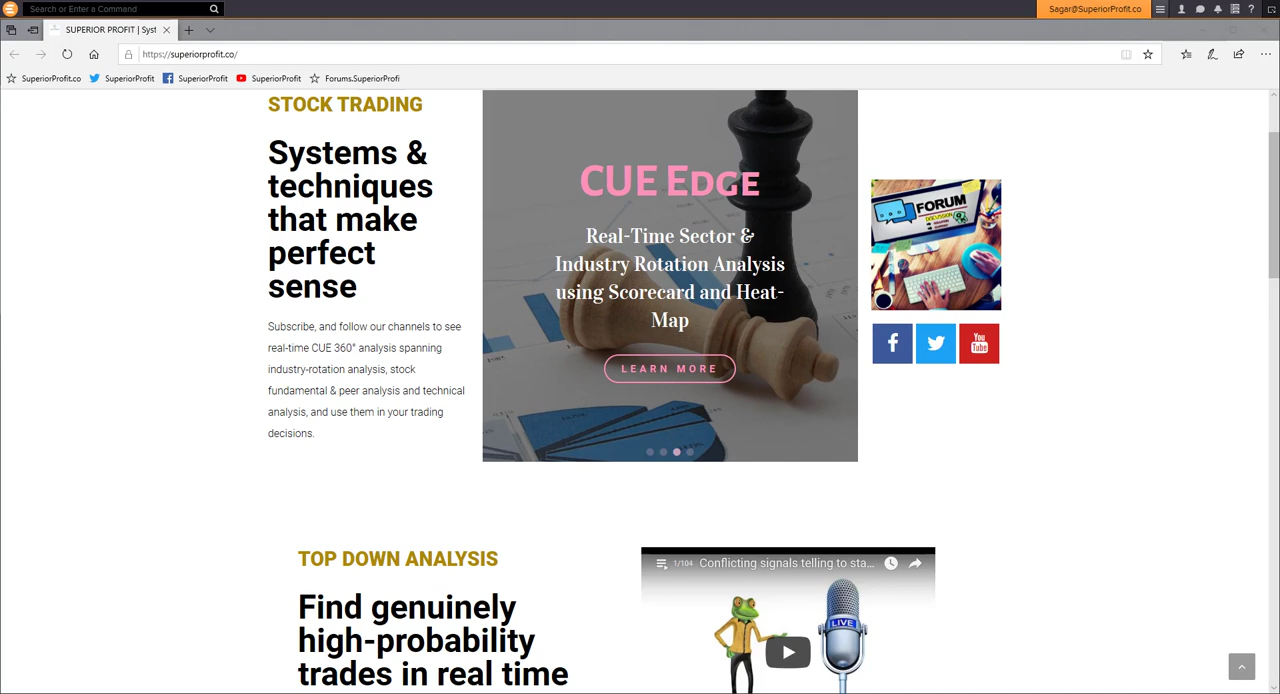 Search or Enter a Command
Sagar@SuperiorProfit.co
SUPERIOR PROFIT | Syst
https://superiorprofit.co/
SuperiorProfit.co
SuperiorProfit
SuperiorProfit
SuperiorProfit
Forums.SuperiorProfi
STOCK TRADING
Systems &
techniques
that make
perfect
sense
Subscribe, and follow our channels to see
real-time CUE 360° analysis spanning
industry-rotation analysis, stock
fundamental & peer analysis and technical
analysis, and use them in your trading
decisions.
CUE EDGE
Real-Time Sector &
Industry Rotation Analysis
using Scorecard and Heat-
Map
LEARN MORE
FORUM
DISCUSSION
You
Tube
TOP DOWN ANALYSIS
Find genuinely
high-probability
trades in real time
1/104 Conflicting signals telling to sta...
LIVE